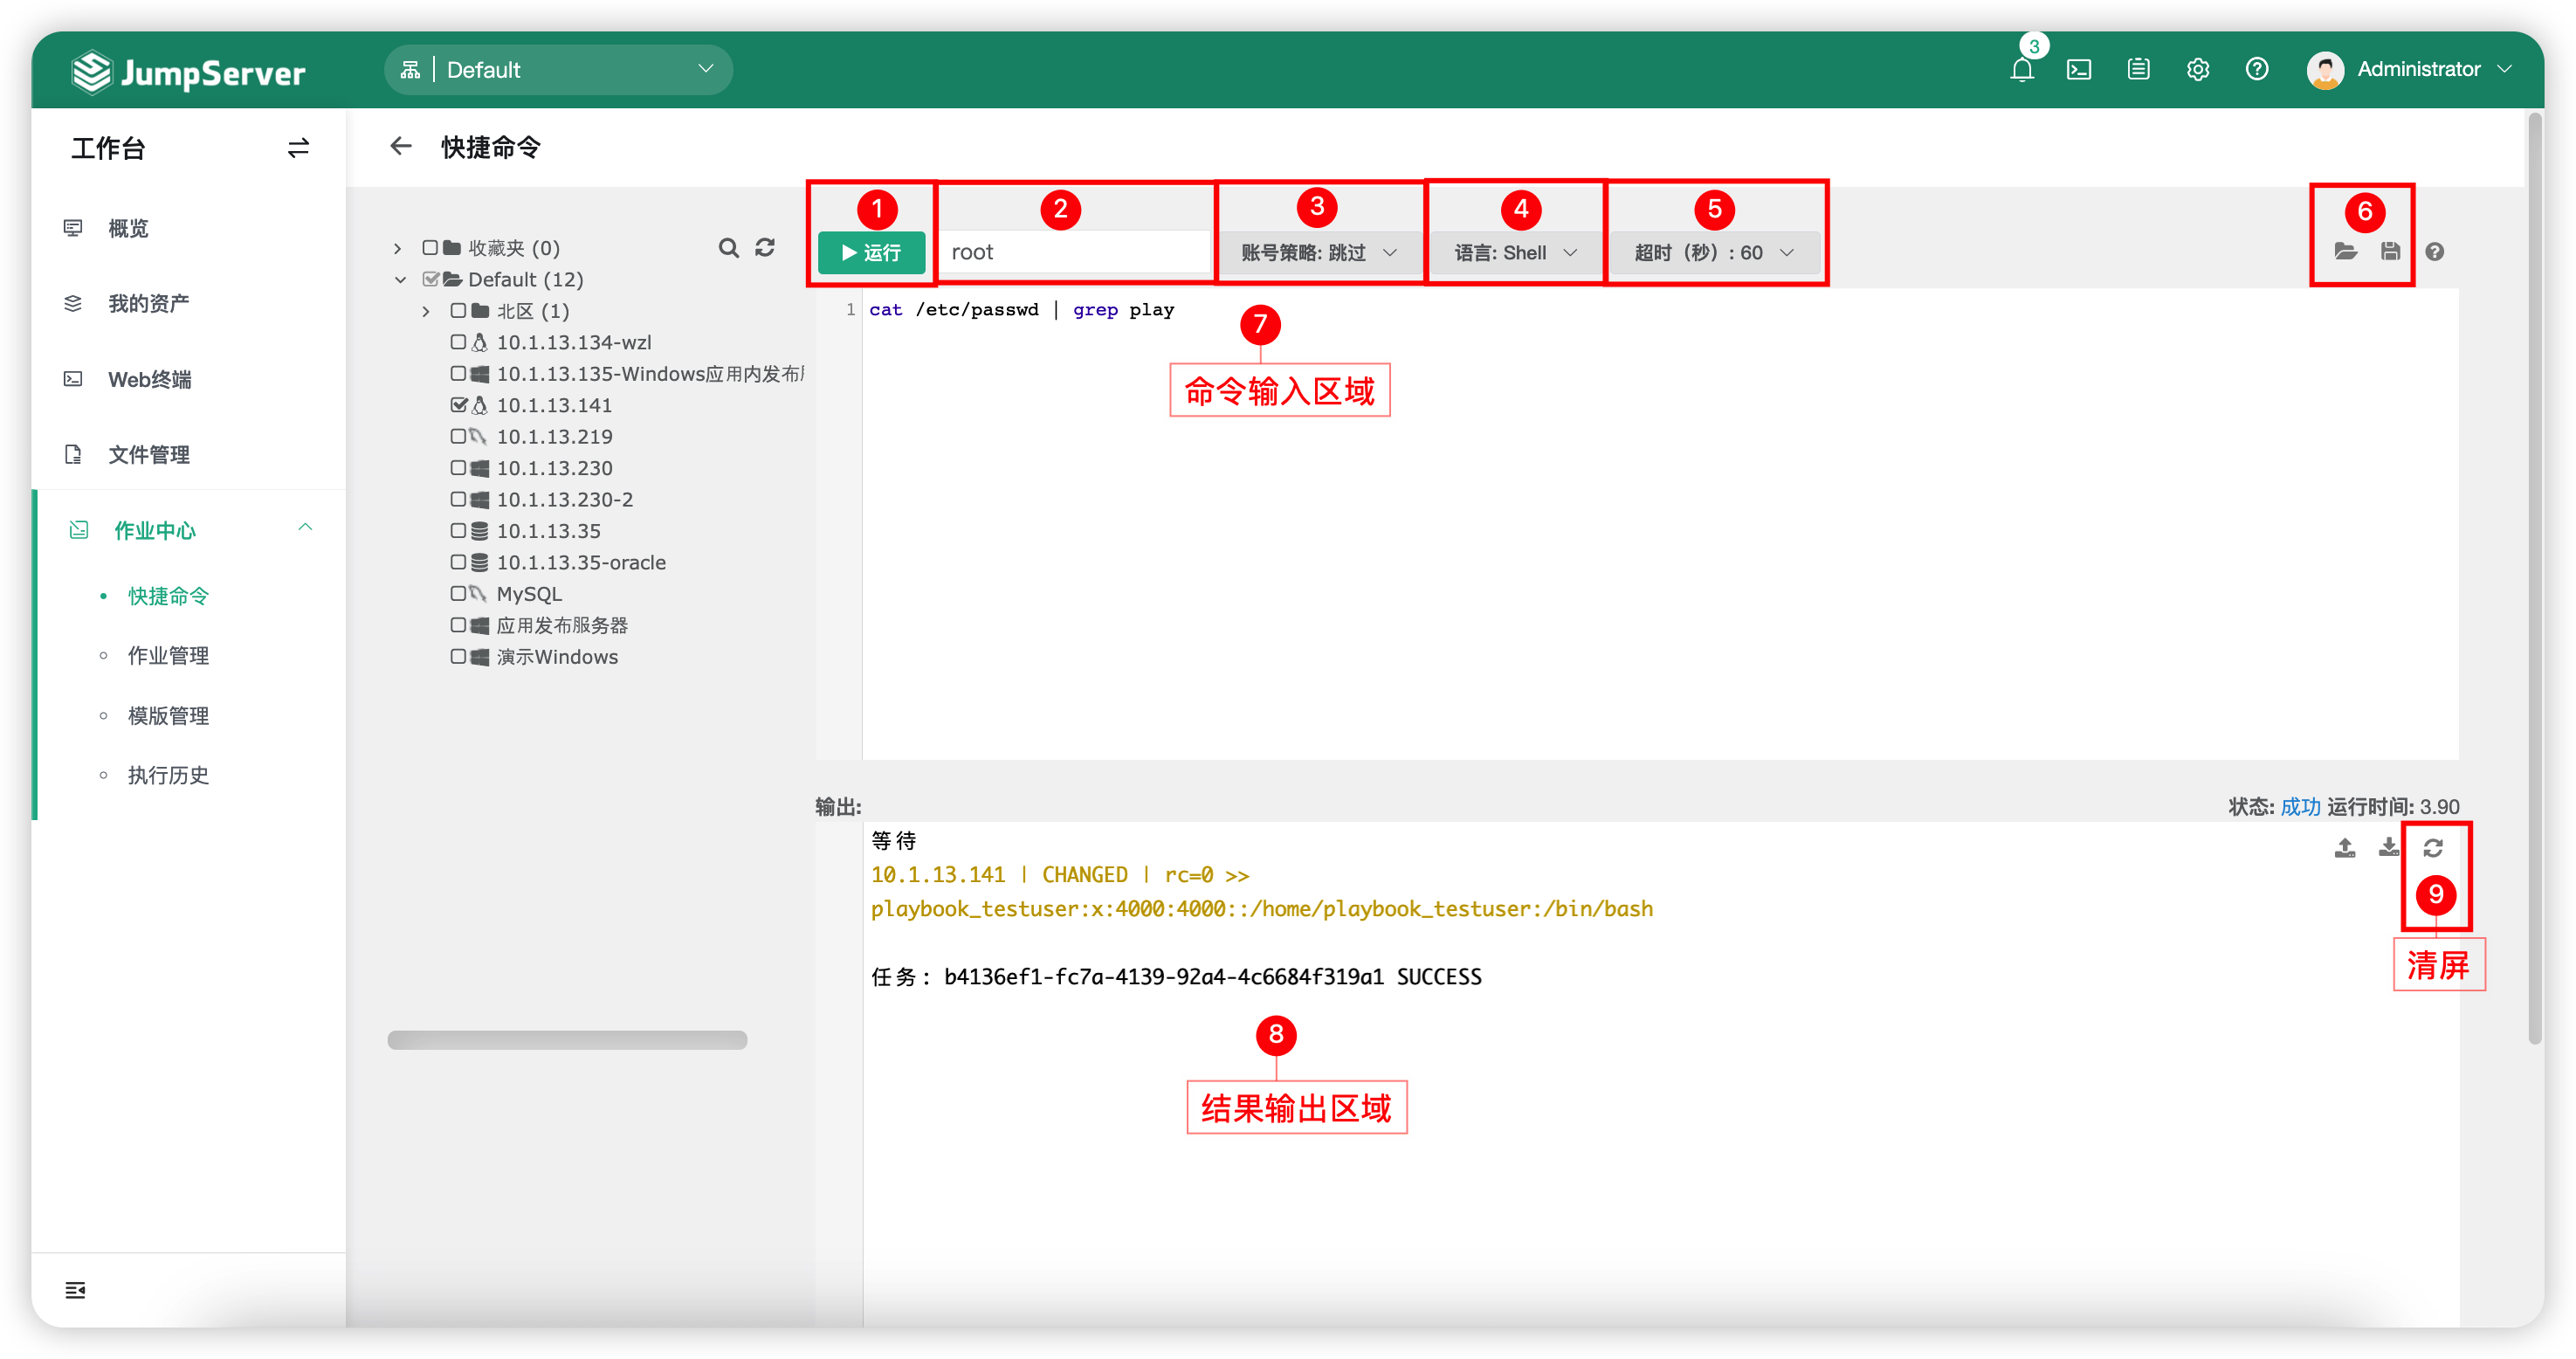 JumpServer
Default
3
Administrator
工作台
快捷命令
概览
我的资产
Web终端
文件管理
作业中心
快捷命令
作业管理
模版管理
执行历史
收藏夹 (0)
Default (12)
北区 (1)
10.1.13.134-wzl
10.1.13.135-Windows应用内发布
10.1.13.141
10.1.13.219
10.1.13.230
10.1.13.230-2
10.1.13.35
10.1.13.35-oracle
MySQL
应用发布服务器
演示Windows
1 2 3 4 5 6
运行 root 账号策略: 跳过 语言: Shell 超时（秒）: 60
1 cat /etc/passwd | grep play
7
命令输入区域
输出: 状态: 成功 运行时间: 3.90
等待
10.1.13.141 | CHANGED | rc=0 >>
playbook_testuser:x:4000:4000::/home/playbook_testuser:/bin/bash
9
清屏
任务: b4136ef1-fc7a-4139-92a4-4c6684f319a1 SUCCESS
8
结果输出区域